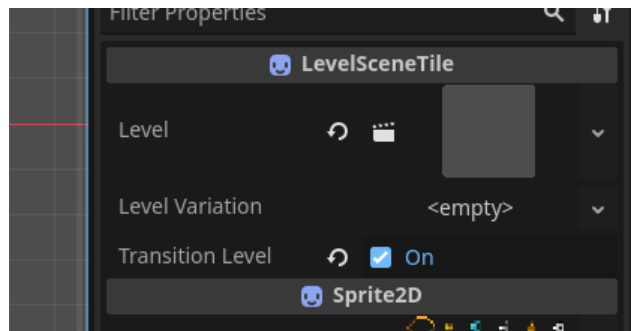 Filter Properties
LevelSceneTile
Level
Level Variation <empty>
Transition Level On
Sprite2D